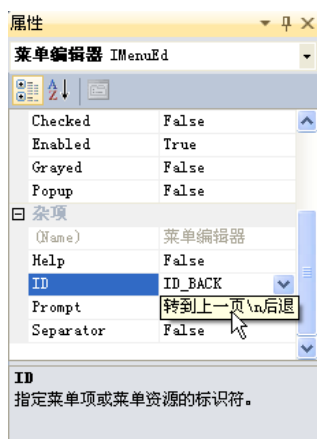 属性
菜单编辑器 IMenuEd
Checked False
Enabled True
Grayed False
Popup False
杂项
(Name) 菜单编辑器
Help False
ID ID_BACK
Prompt 转到上一页\n后退
Separator False
ID
指定菜单项或菜单资源的标识符。